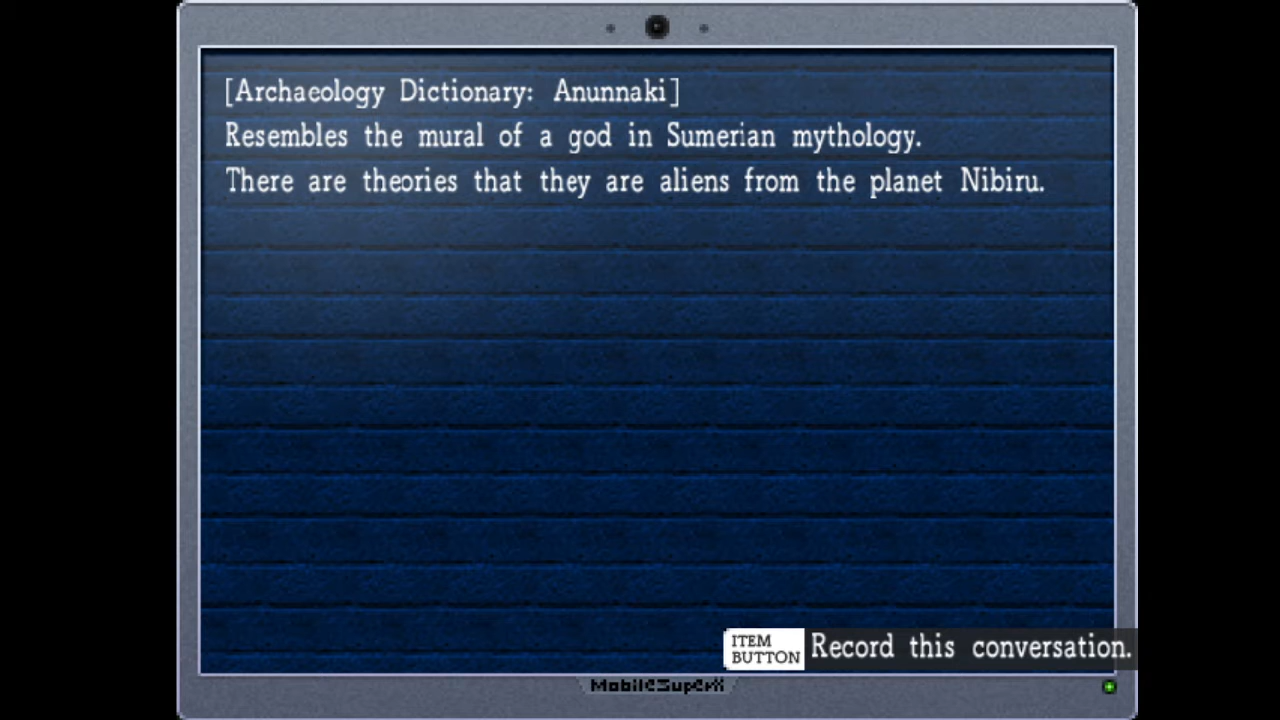 [Archaeology Dictionary: Anunnaki]
Resembles the mural of a god in Sumerian mythology.
There are theories that they are aliens from the planet Nibiru.
ITEM
BUTTON
Record this conversation.
MobileSuperX